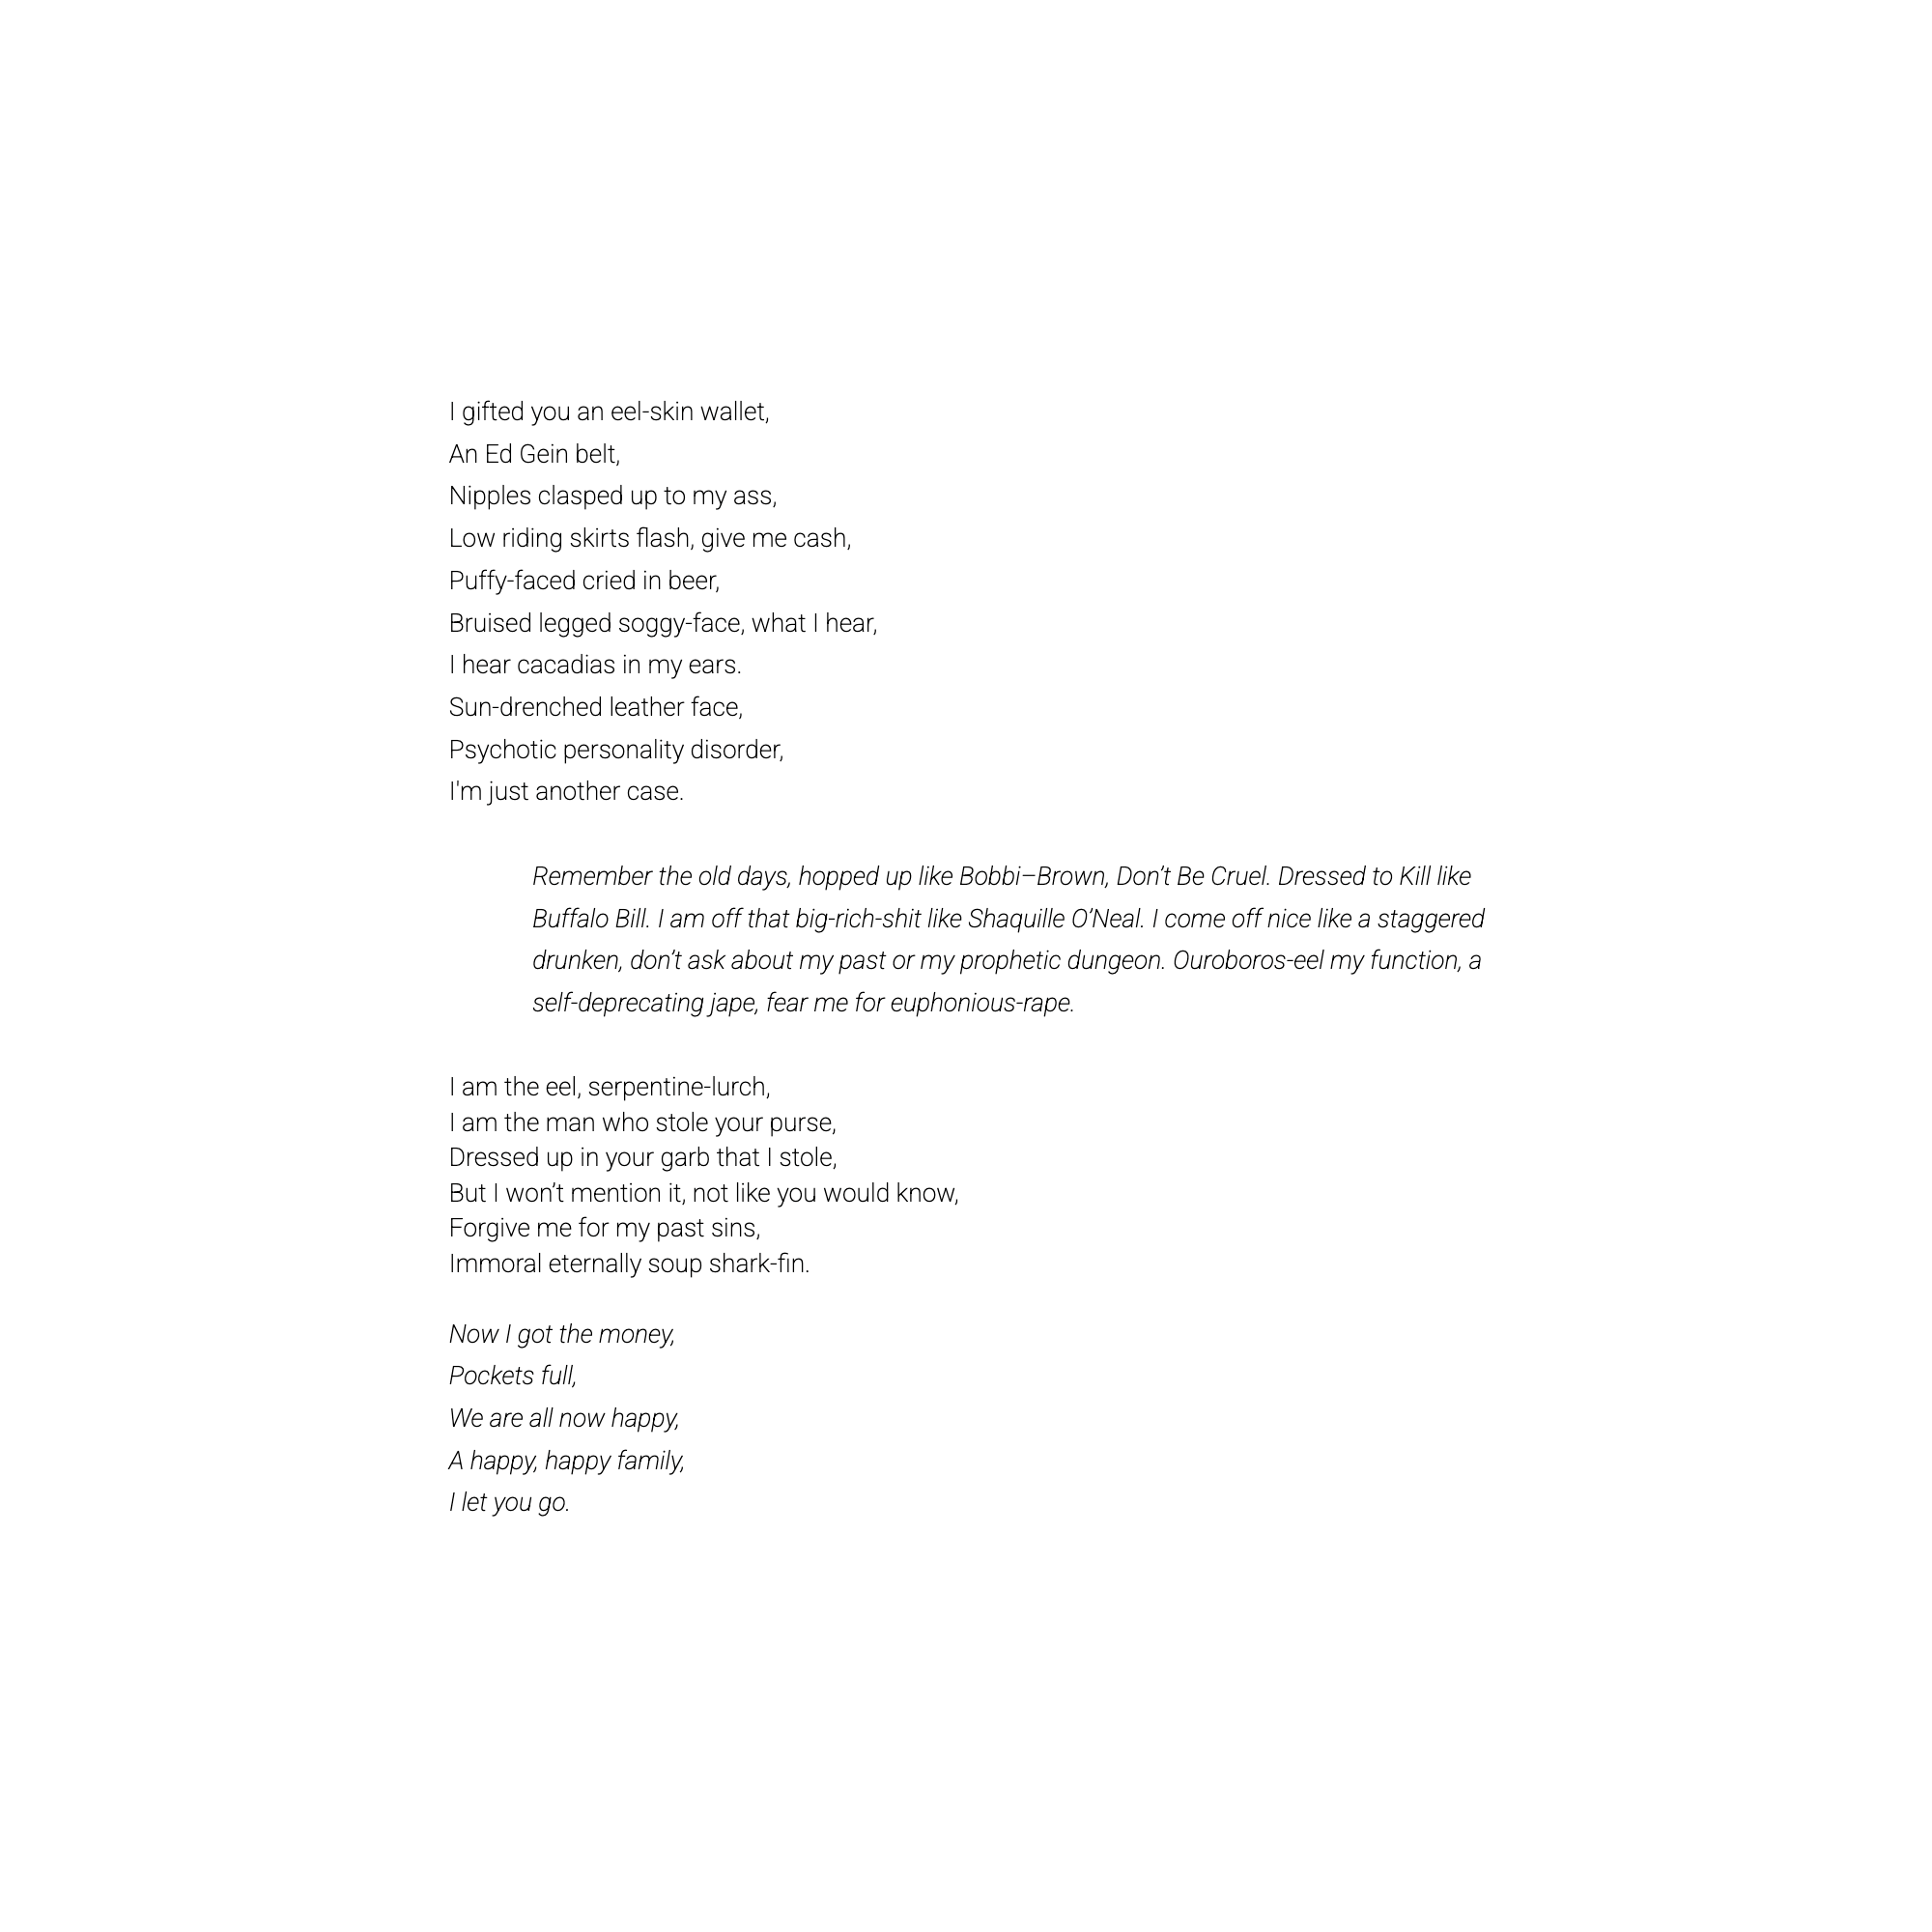 I gifted you an eel-skin wallet,
An Ed Gein belt,
Nipples clasped up to my ass,
Low riding skirts flash, give me cash,
Puffy-faced cried in beer,
Bruised legged soggy-face, what I hear,
I hear cacadias in my ears.
Sun-drenched leather face,
Psychotic personality disorder,
I'm just another case.
Remember the old days, hopped up like Bobbi–Brown, Don’t Be Cruel. Dressed to Kill like
Buffalo Bill. I am off that big-rich-shit like Shaquille O’Neal. I come off nice like a staggered
drunken, don’t ask about my past or my prophetic dungeon. Ouroboros-eel my function, a
self-deprecating jape, fear me for euphonious-rape.
I am the eel, serpentine-lurch,
I am the man who stole your purse,
Dressed up in your garb that I stole,
But I won’t mention it, not like you would know,
Forgive me for my past sins,
Immoral eternally soup shark-fin.
Now I got the money,
Pockets full,
We are all now happy,
A happy, happy family,
I let you go.